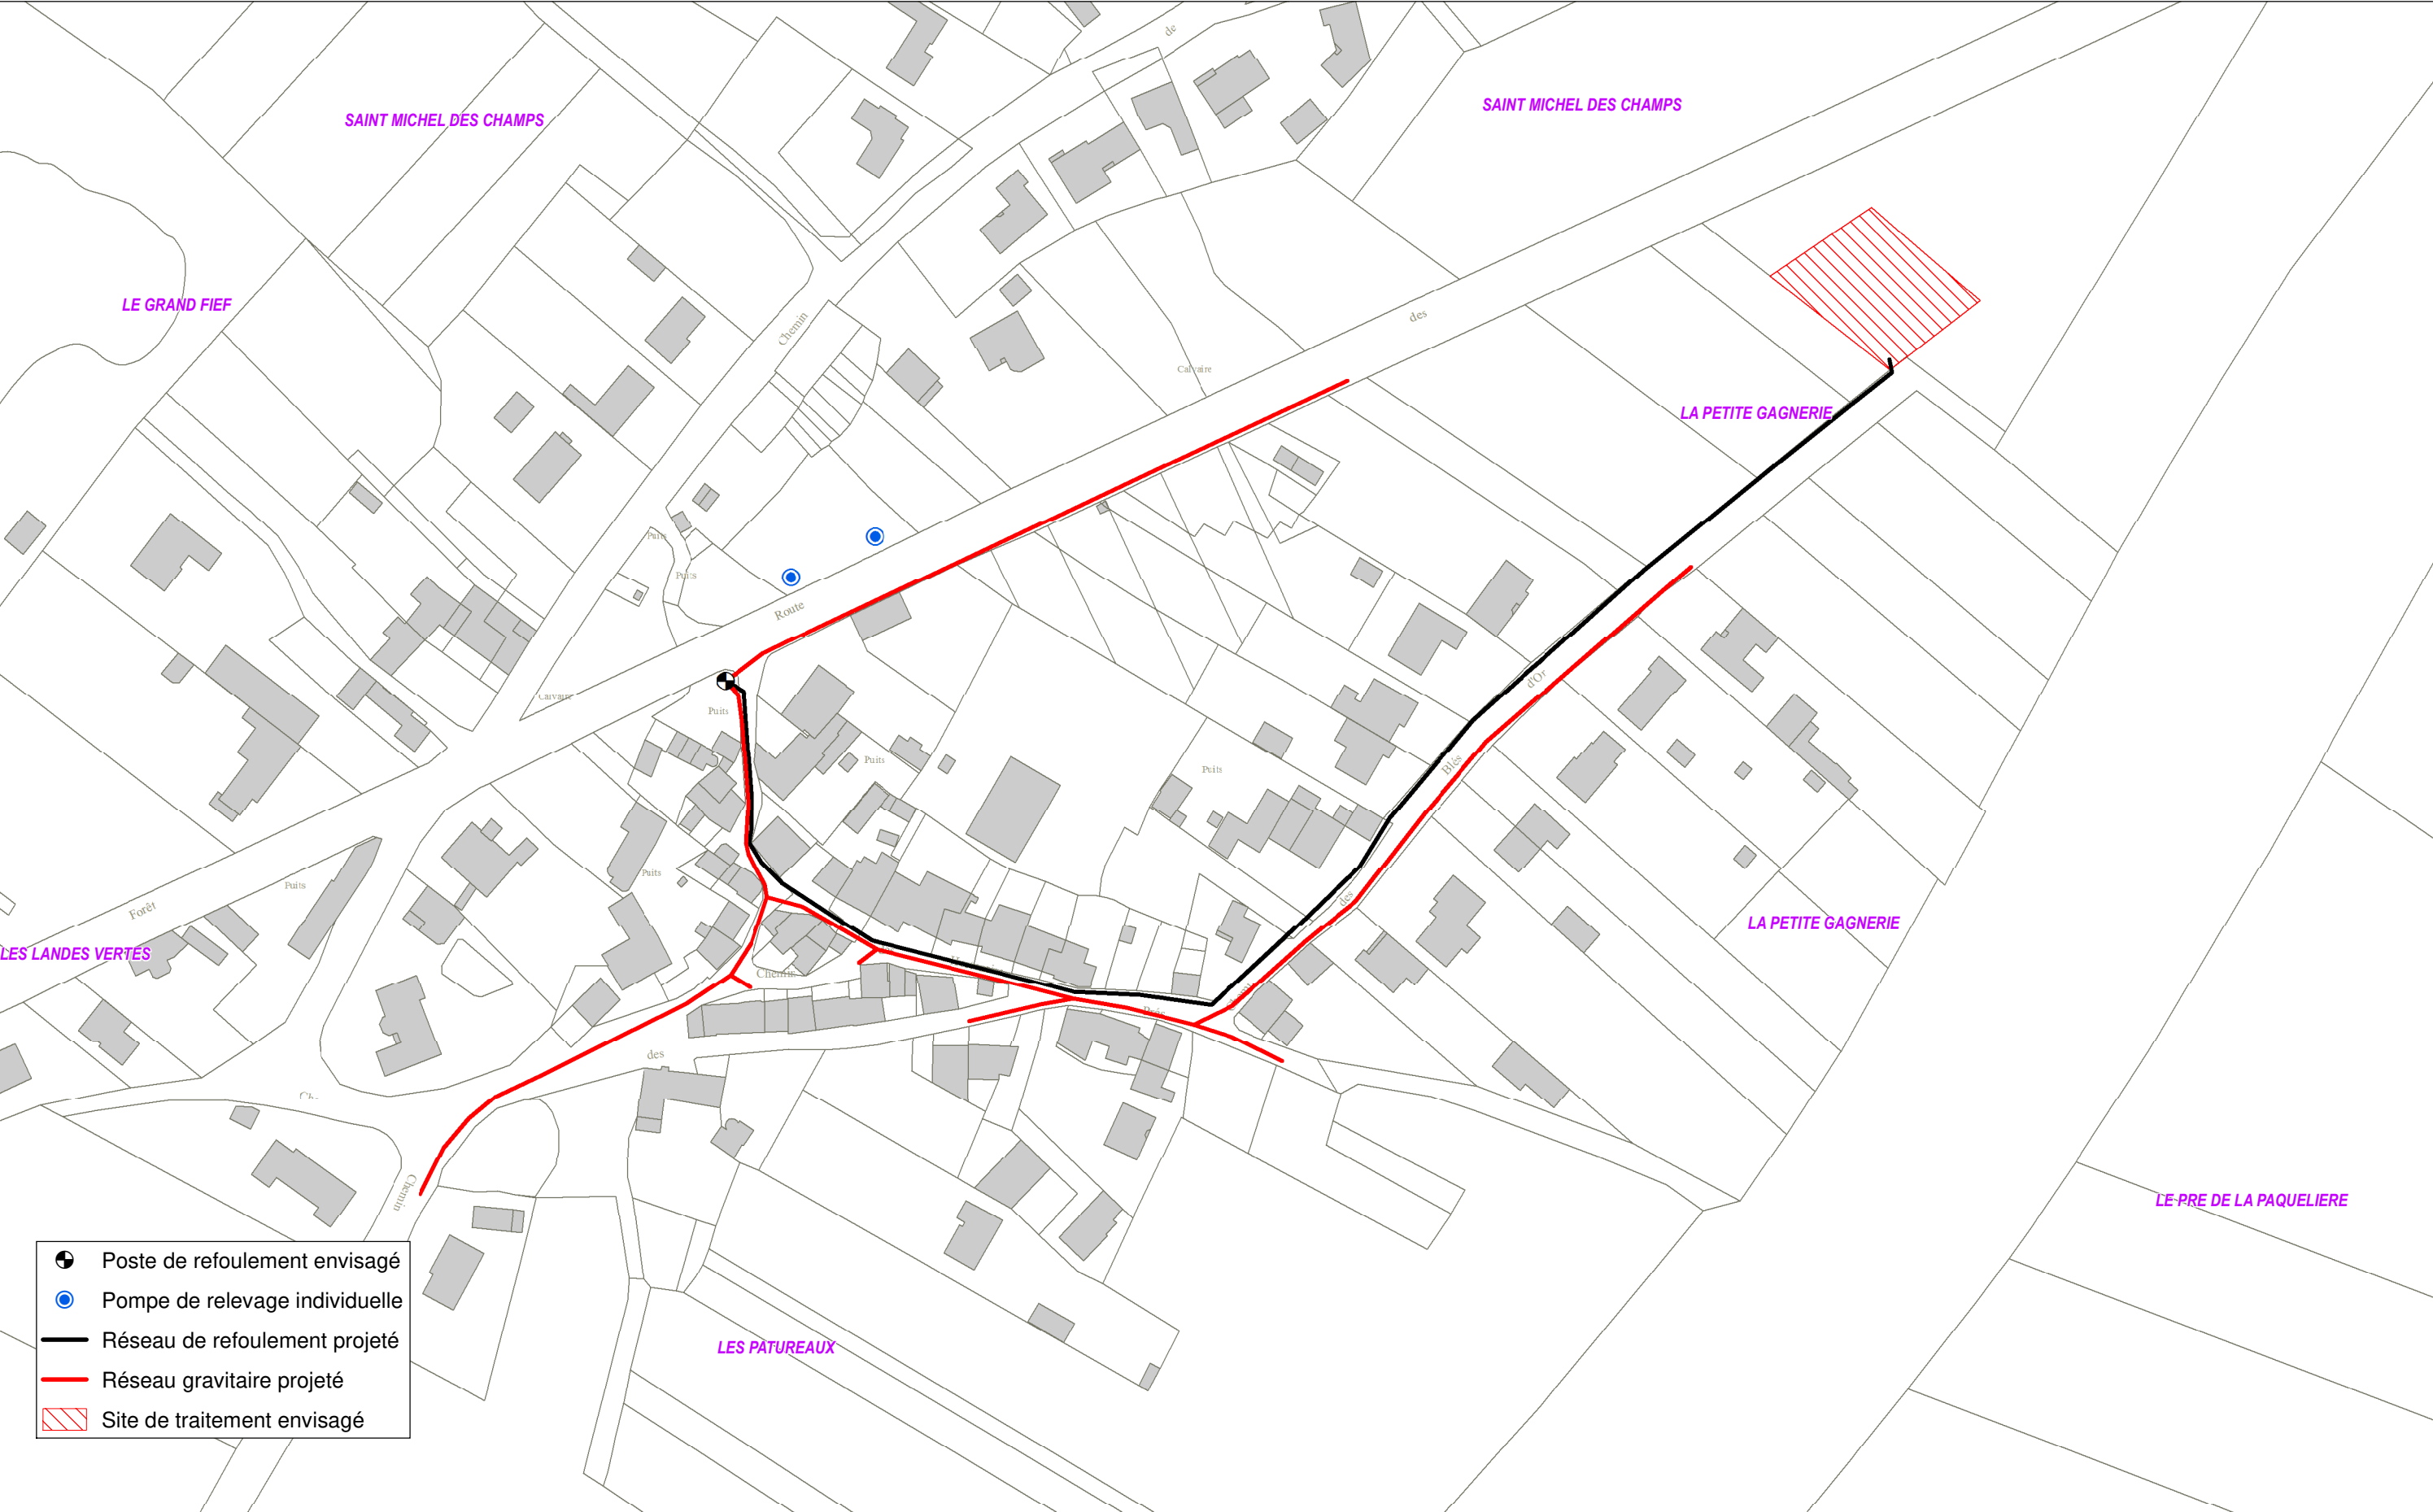 de
SAINT MICHEL DES CHAMPS
SAINT MICHEL DES CHAMPS
LE GRAND FIEF
des
Chemin
Calvaire
LA PETITE GAGNERIE
Puits
Puits
Route
d'Or
Calvaire
Puits
Puits
Puits
Blés
Puits
Puits
des
Forêt
LA PETITE GAGNERIE
LES LANDES VERTES
Chemin
Prés
des
Chemin
LE PRE DE LA PAQUELIERE
LES PATUREAUX
Poste de refoulement envisagé
Pompe de relevage individuelle
Réseau de refoulement projeté
Réseau gravitaire projeté
Site de traitement envisagé